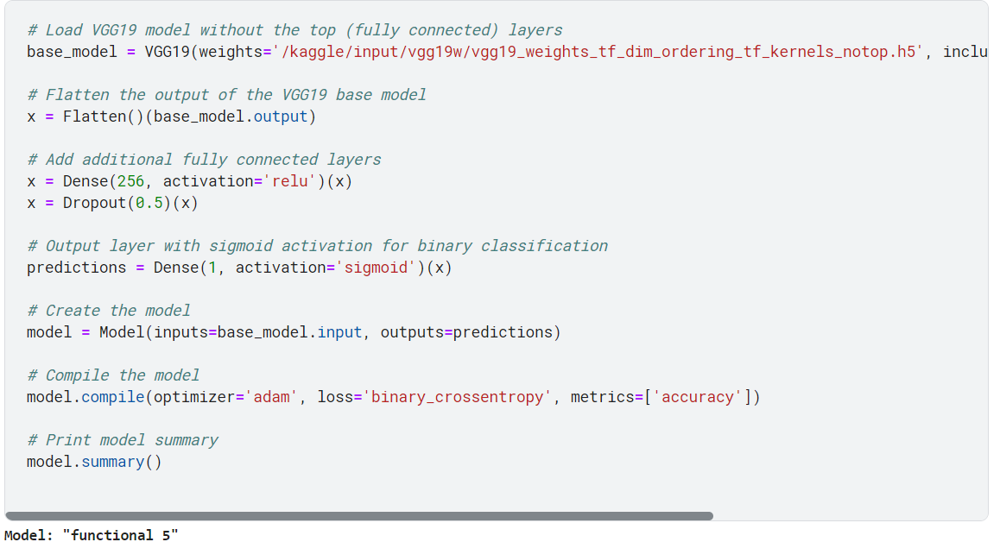 # Load VGG19 model without the top (fully connected) layers
base_model = VGG19(weights='/kaggle/input/vgg19w/vgg19_weights_tf_dim_ordering_tf_kernels_notop.h5', inclu
# Flatten the output of the VGG19 base model
x = Flatten()(base_model.output)
# Add additional fully connected layers
x = Dense(256, activation='relu')(x)
x = Dropout(0.5)(x)
# Output layer with sigmoid activation for binary classification
predictions = Dense(1, activation='sigmoid')(x)
# Create the model
model = Model(inputs=base_model.input, outputs=predictions)
# Compile the model
model.compile(optimizer='adam', loss='binary_crossentropy', metrics=['accuracy'])
# Print model summary
model.summary()
Model: "functional 5"